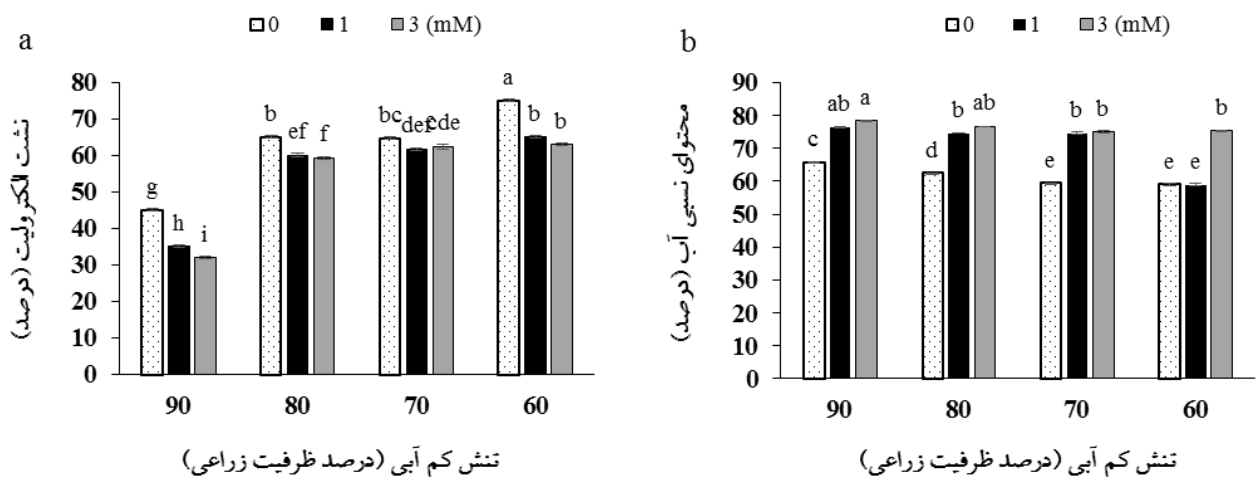 a
0 1 3 (mM)
نشت الکترولیت (درصد)
80
70
60
50
40
30
20
10
0
g h i
b ef f
bc def cde
a b b
90 80 70 60
تنش کم آبی (درصد ظرفیت زراعی)
b
0 1 3 (mM)
محتوای نسبی آب (درصد)
90
80
70
60
50
40
30
20
10
0
c ab a
d b ab
e b b
e e b
90 80 70 60
تنش کم آبی (درصد ظرفیت زراعی)